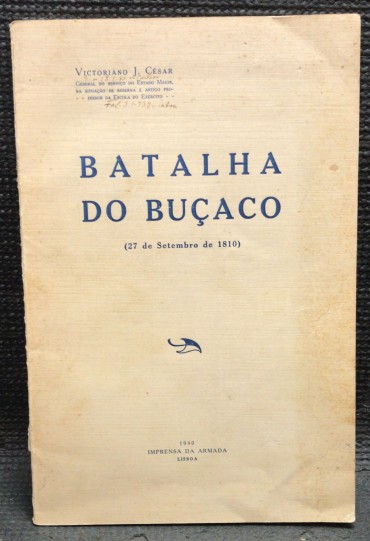 VICTORIANO J. CÉSAR
GENERAL DO SERVIÇO DO ESTADO MAIOR,
NA SITUAÇÃO DE RESERVA E ANTIGO PRO-
- - FESSOR DA ESCOLA DO EXÉRCITO - -
BATALHA
DO BUÇACO
(27 de Setembro de 1810)
IMPRENSA DA ARMADA
LISBOA